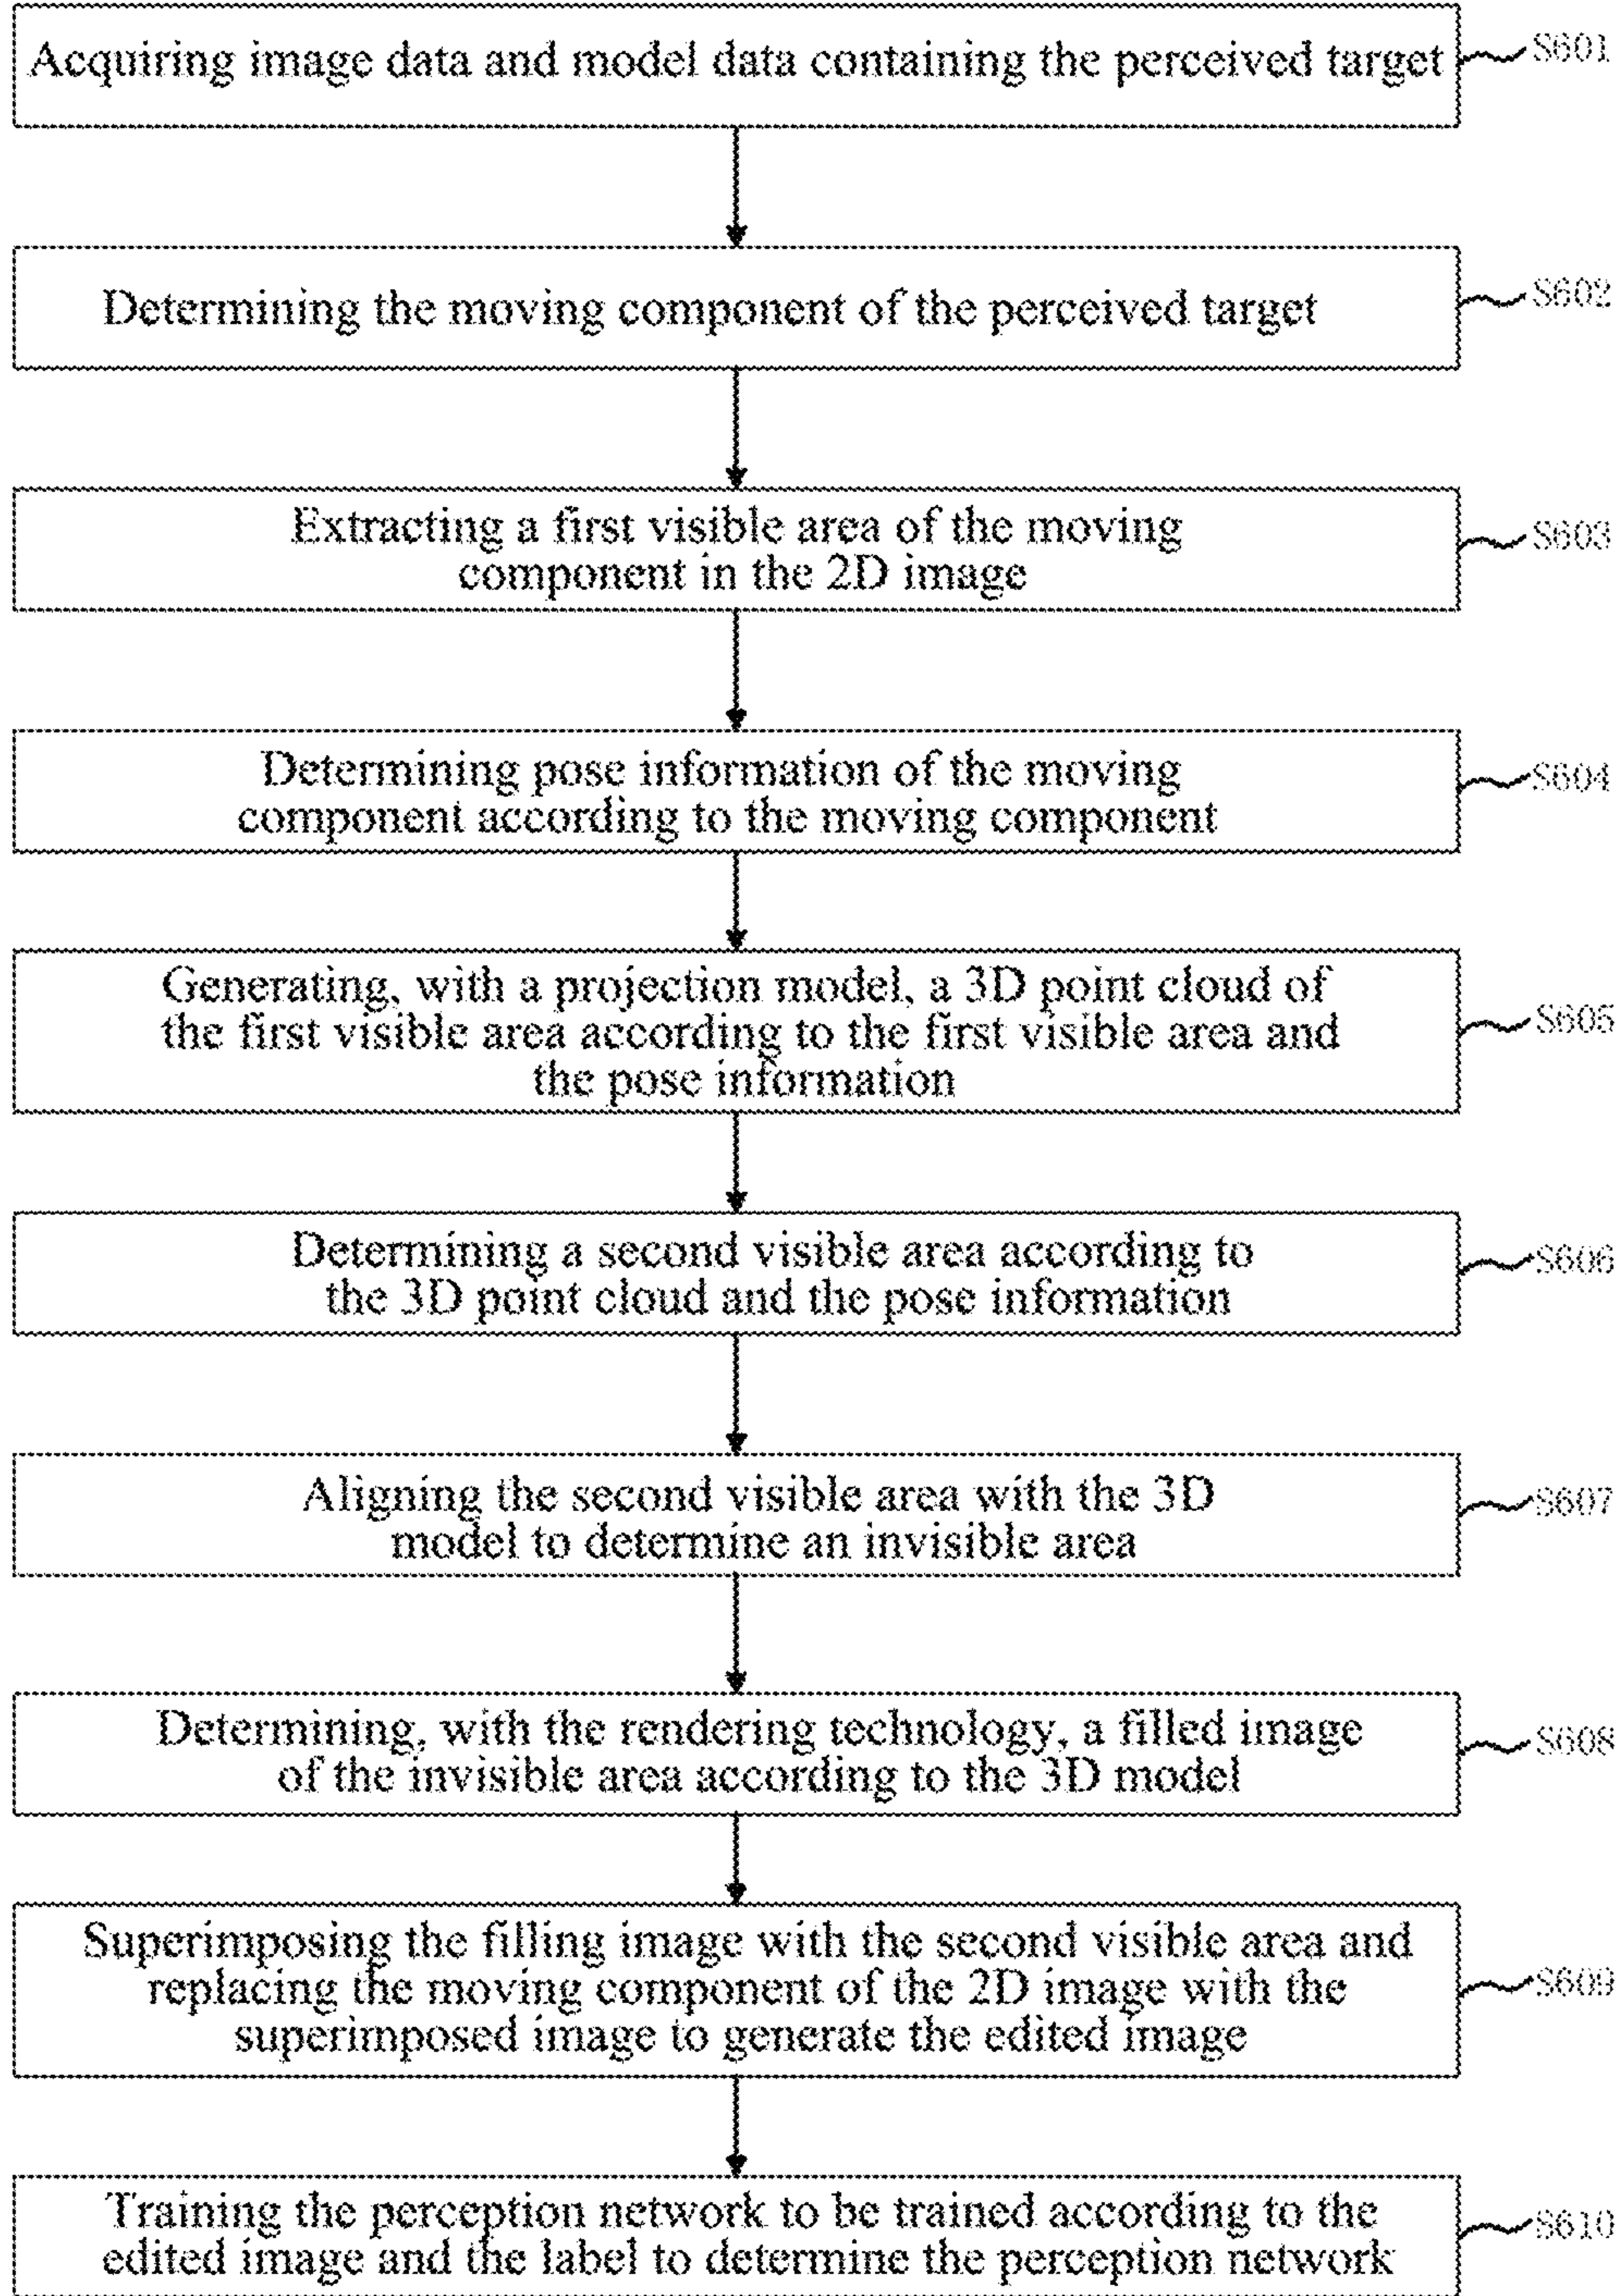 Acquiring image data and model data containing the perceived target
S601
Determining the moving component of the perceived target
S602
Extracting a first visible area of the moving
component in the 2D image
S603
Determining pose information of the moving
component according to the moving component
S604
Generating, with a projection model, a 3D point cloud of
the first visible area according to the first visible area and
the pose information
S605
Determining a second visible area according to
the 3D point cloud and the pose information
S606
Aligning the second visible area with the 3D
model to determine an invisible area
S607
Determining, with the rendering technology, a filled image
of the invisible area according to the 3D model
S608
Superimposing the filling image with the second visible area and
replacing the moving component of the 2D image with the
superimposed image to generate the edited image
S609
Training the perception network to be trained according to the
edited image and the label to determine the perception network
S610